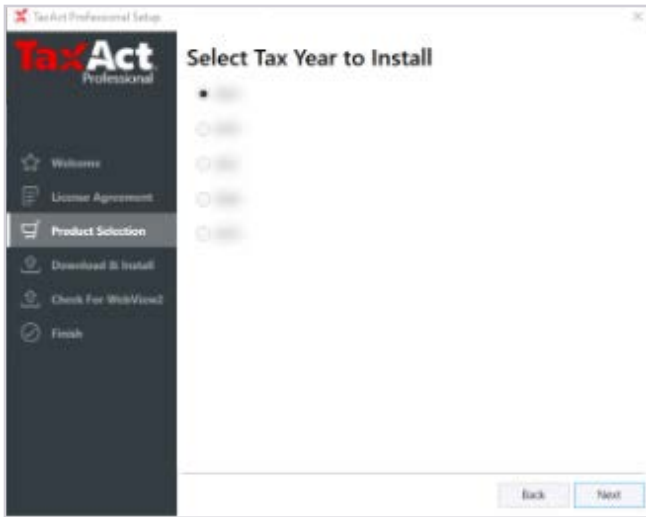 TaxAct Professional Setup
TaxAct
Professional
Select Tax Year to Install
Welcome
License Agreement
Product Selection
Download & Install
Check For WebView2
Finish
Back
Next